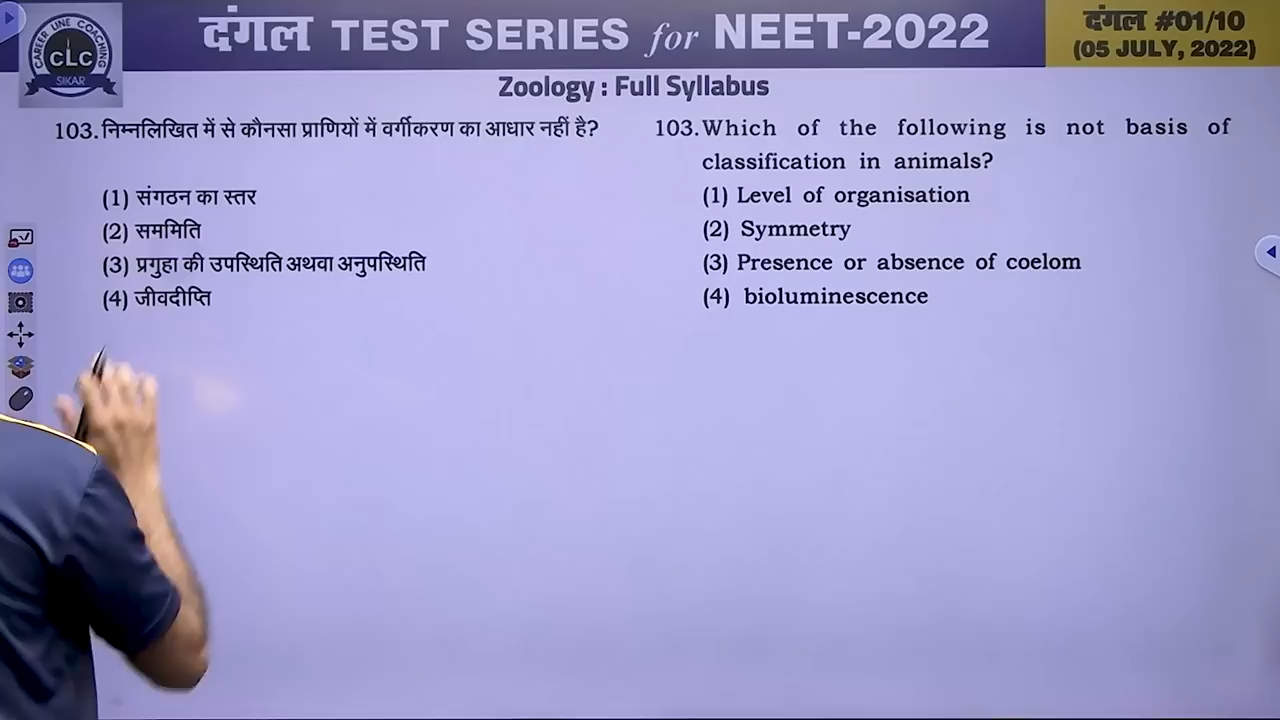 CAREER LINE COACHING
CLC
SIKAR
दंगल TEST SERIES for NEET-2022
दंगल #01/10
(05 JULY, 2022)
Zoology : Full Syllabus
103. निम्नलिखित में से कौनसा प्राणियों में वर्गीकरण का आधार नहीं है?
(1) संगठन का स्तर
(2) सममिति
(3) प्रगुहा की उपस्थिति अथवा अनुपस्थिति
(4) जीवदीप्ति
103. Which of the following is not basis of
classification in animals?
(1) Level of organisation
(2) Symmetry
(3) Presence or absence of coelom
(4) bioluminescence